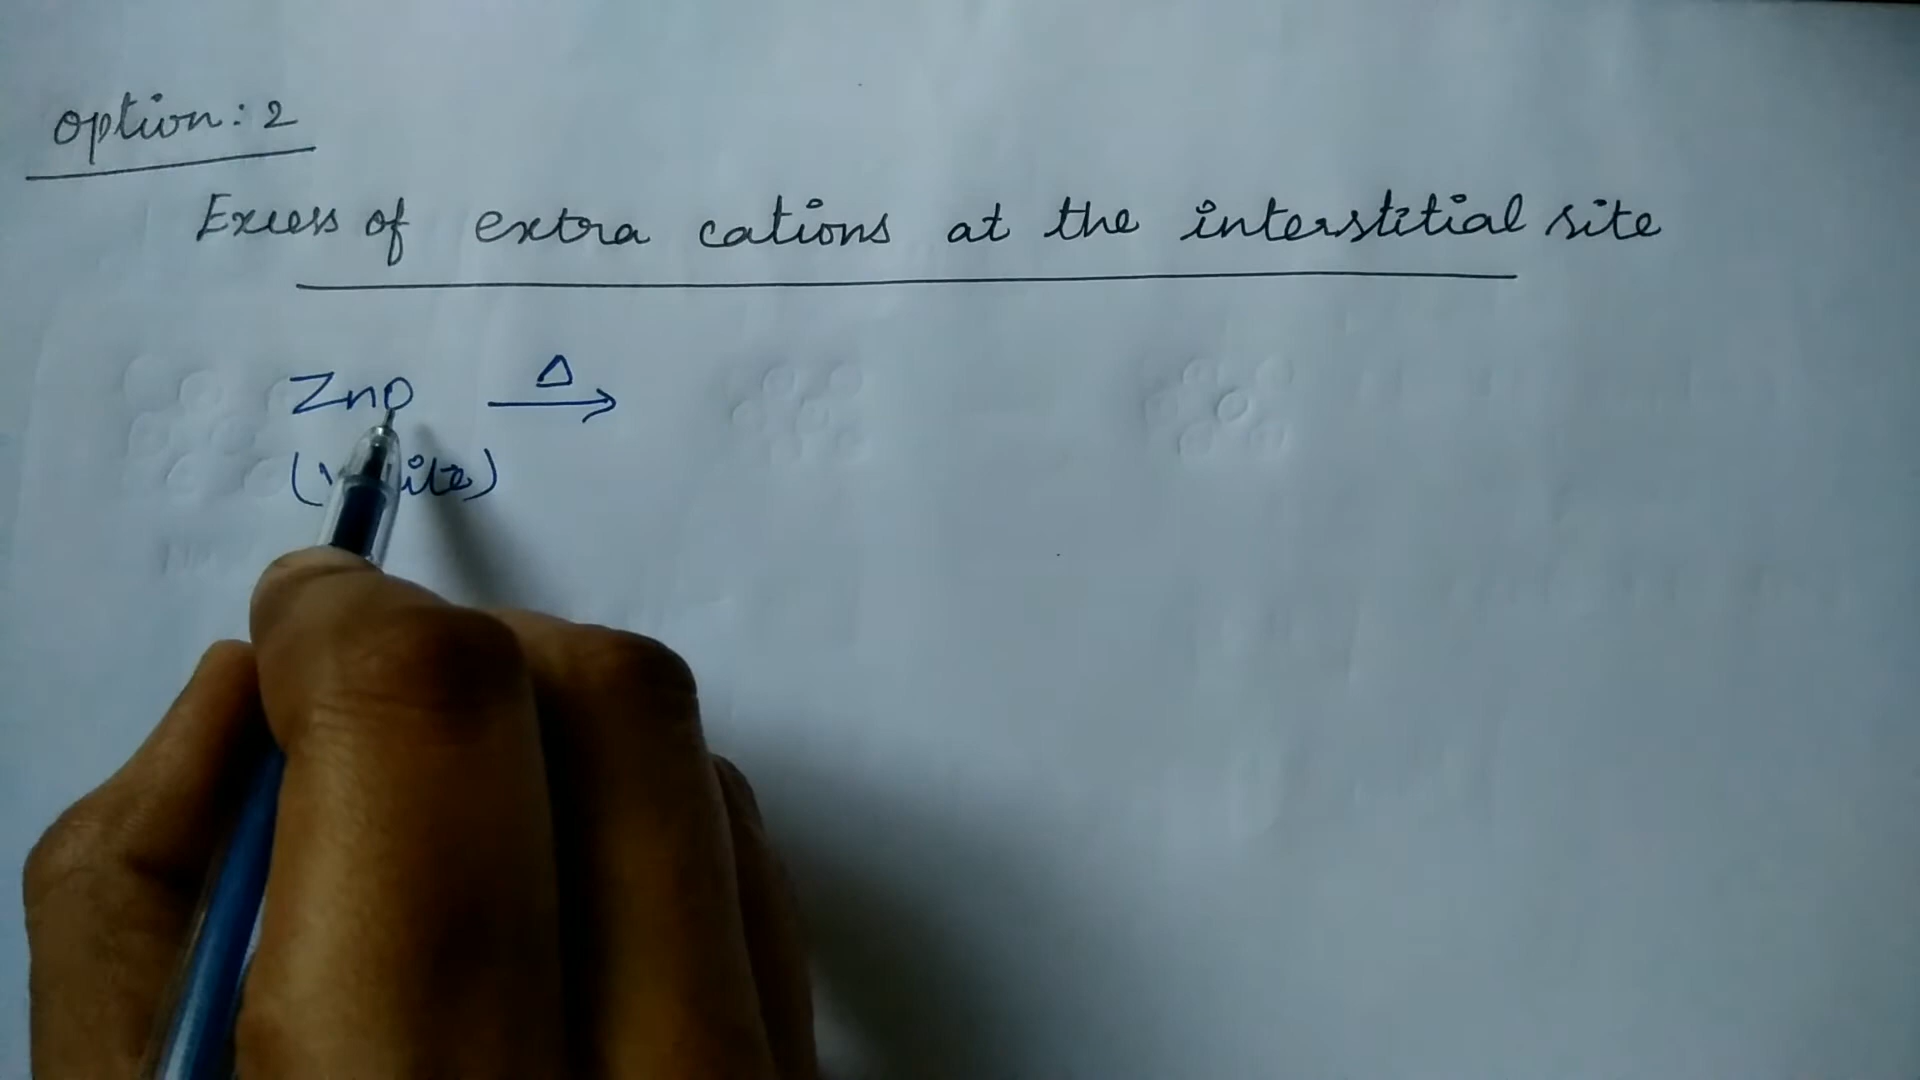 option: 2
Excess of extra cations at the interstitial site
ZnO Δ →